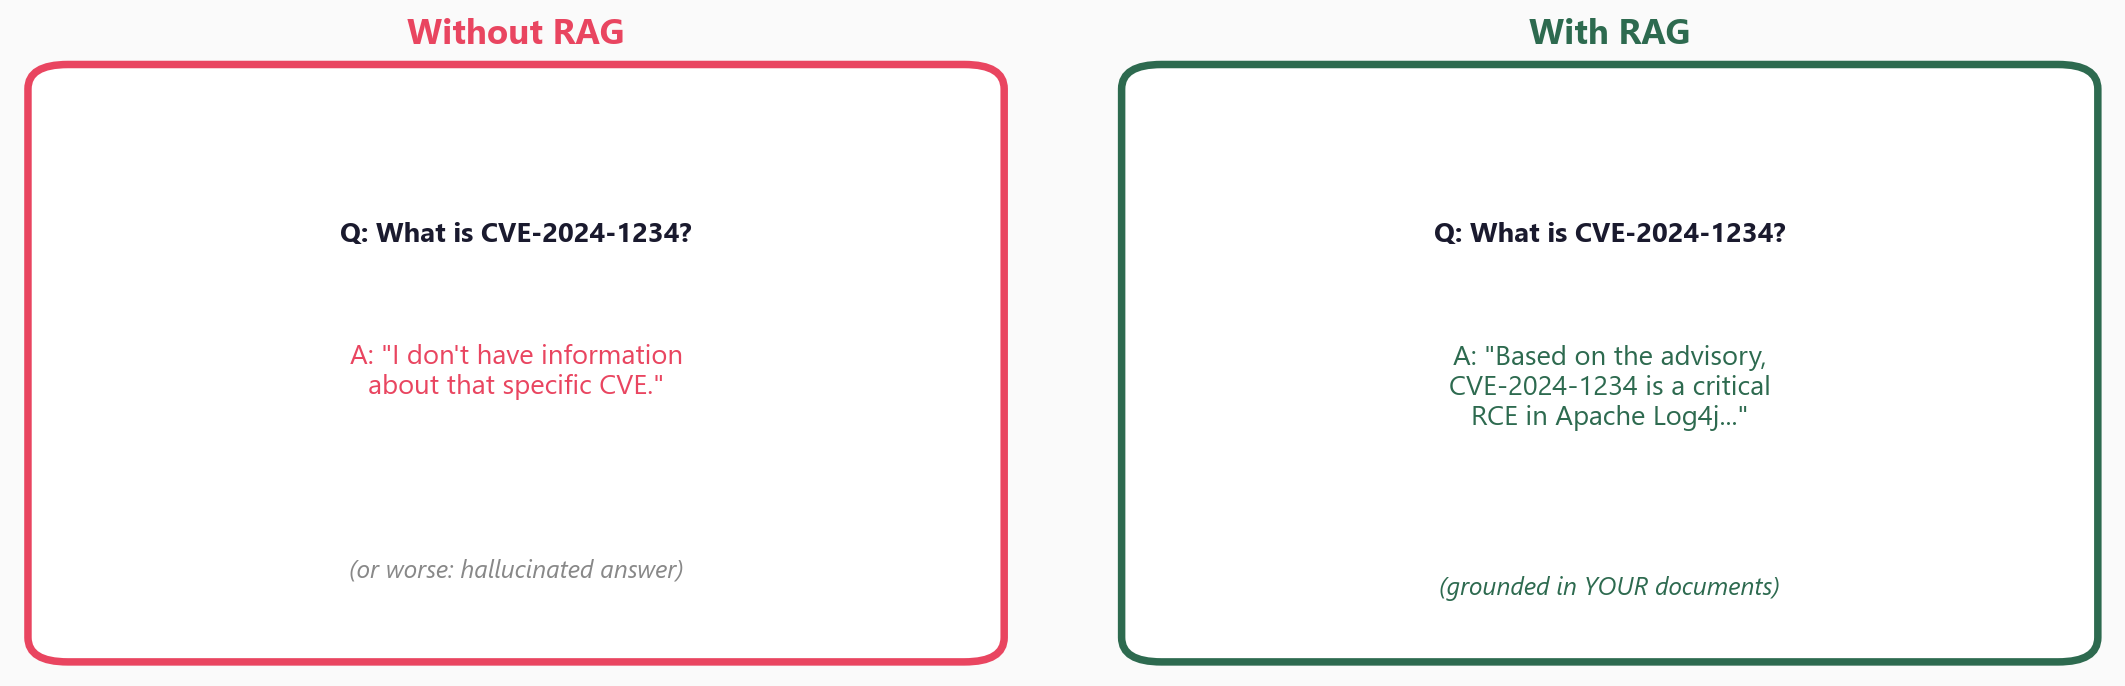 Without RAG
Q: What is CVE-2024-1234?
A: "I don't have information
about that specific CVE."
(or worse: hallucinated answer)
With RAG
Q: What is CVE-2024-1234?
A: "Based on the advisory,
CVE-2024-1234 is a critical
RCE in Apache Log4j..."
(grounded in YOUR documents)